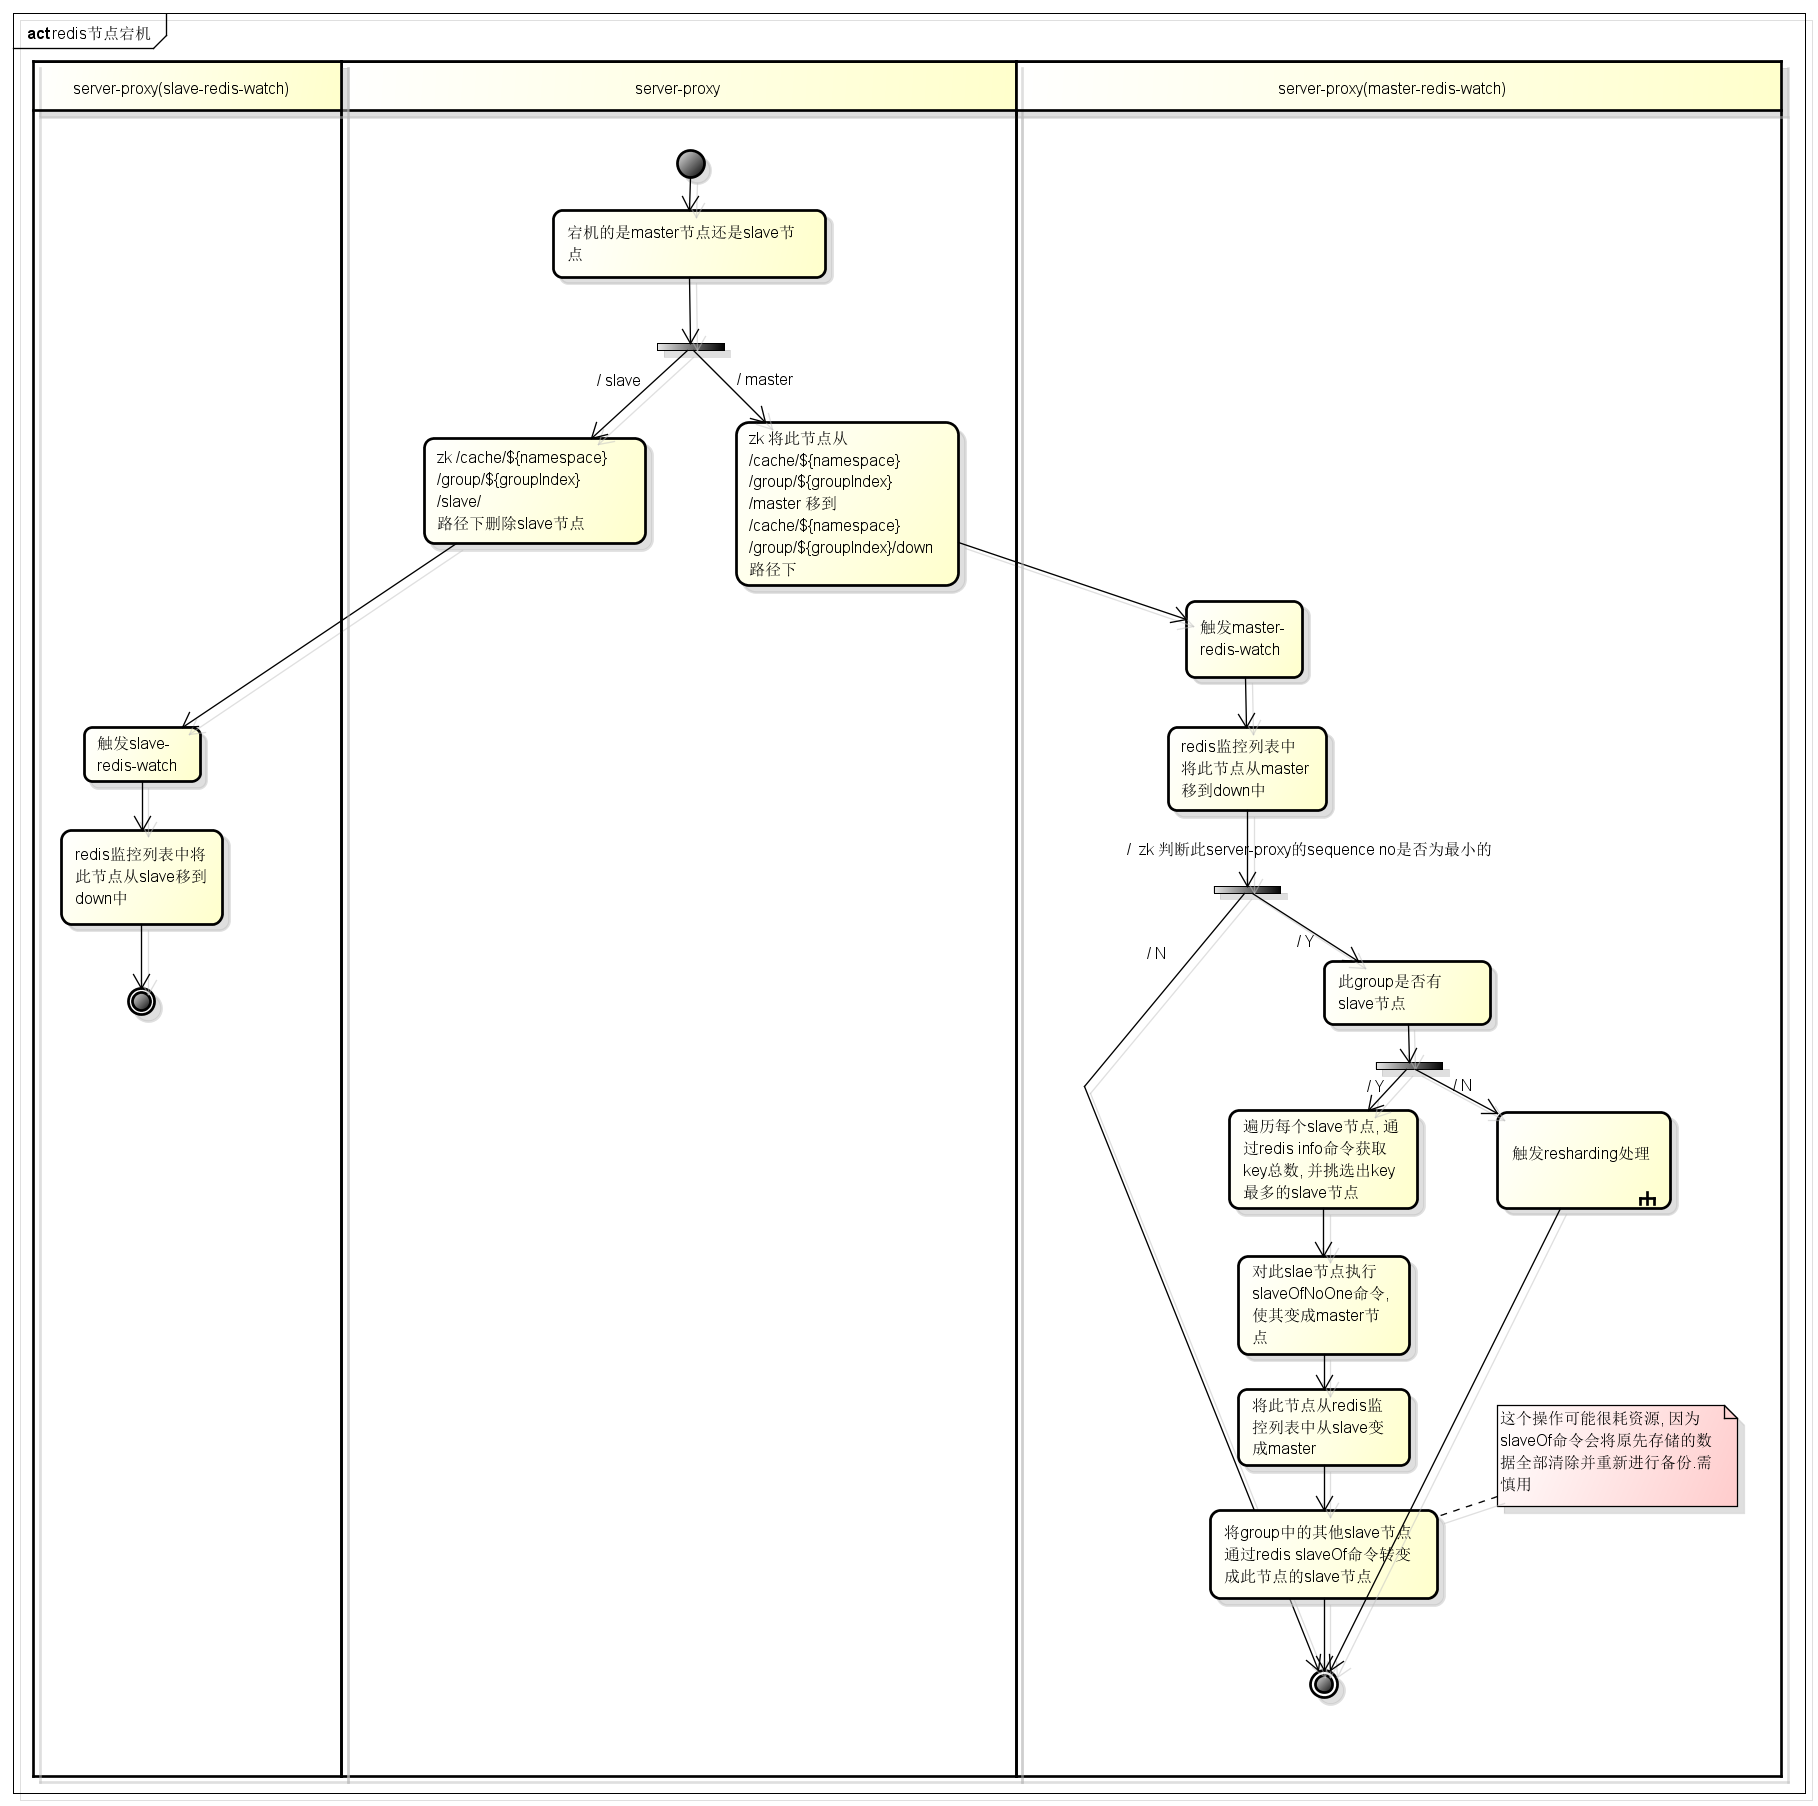 act redis节点宕机
server-proxy(slave-redis-watch)
server-proxy
server-proxy(master-redis-watch)
宕机的是master节点还是slave节
点
/ slave
/ master
zk /cache/${namespace}
/group/${groupIndex}
/slave/
路径下删除slave节点
zk 将此节点从
/cache/${namespace}
/group/${groupIndex}
/master 移到
/cache/${namespace}
/group/${groupIndex}/down
路径下
触发master-
redis-watch
触发slave-
redis-watch
redis监控列表中
将此节点从master
移到down中
redis监控列表中将
此节点从slave移到
down中
/ zk 判断此server-proxy的sequence no是否为最小的
/ N
/ Y
此group是否有
slave节点
/ Y
/ N
遍历每个slave节点, 通
过redis info命令获取
key总数, 并挑选出key
最多的slave节点
触发resharding处理
对此slae节点执行
slaveOfNoOne命令,
使其变成master节
点
将此节点从redis监
控列表中从slave变
成master
这个操作可能很耗资源, 因为
slaveOf命令会将原先存储的数
据全部清除并重新进行备份.需
慎用
将group中的其他slave节点
通过redis slaveOf命令转变
成此节点的slave节点